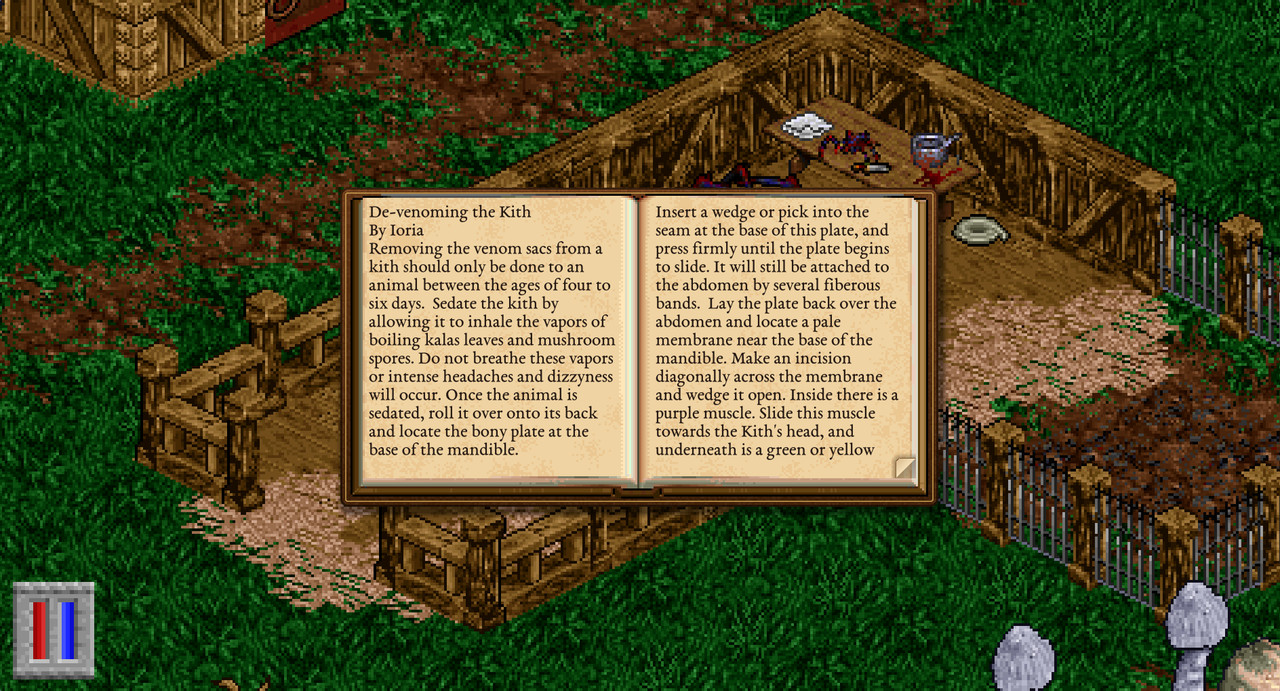 De-venoming the Kith
By Ioria
Removing the venom sacs from a
kith should only be done to an
animal between the ages of four to
six days.  Sedate the kith by
allowing it to inhale the vapors of
boiling kalas leaves and mushroom
spores. Do not breathe these vapors
or intense headaches and dizzyness
will occur. Once the animal is
sedated, roll it over onto its back
and locate the bony plate at the
base of the mandible.
Insert a wedge or pick into the
seam at the base of this plate, and
press firmly until the plate begins
to slide. It will still be attached to
the abdomen by several fiberous
bands.  Lay the plate back over the
abdomen and locate a pale
membrane near the base of the
mandible. Make an incision
diagonally across the membrane
and wedge it open. Inside there is a
purple muscle. Slide this muscle
towards the Kith's head, and
underneath is a green or yellow